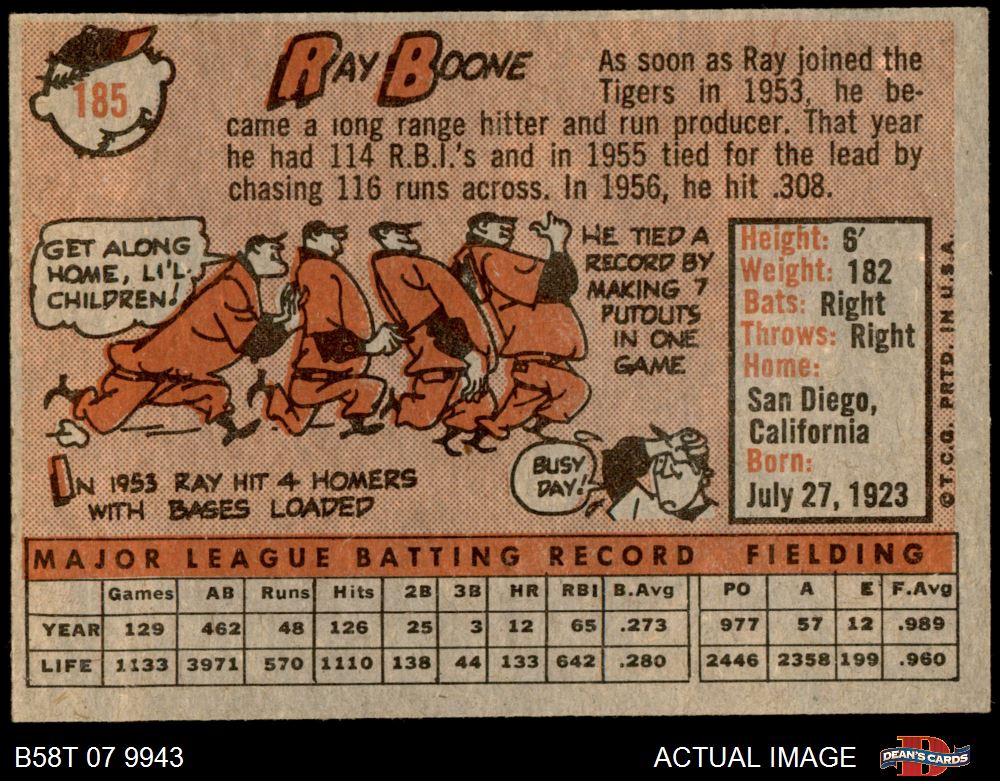 185
RAY BOONE
As soon as Ray joined the
Tigers in 1953, he be-
came a long range hitter and run producer. That year
he had 114 R.B.I.'s and in 1955 tied for the lead by
chasing 116 runs across. In 1956, he hit .308.
GET ALONG
HOME, LI'L
CHILDREN!
HE TIED A
RECORD BY
MAKING 7
PUTOUTS
IN ONE
GAME
IN 1953 RAY HIT 4 HOMERS
WITH BASES LOADED
BUSY
DAY!
Height: 6'
Weight: 182
Bats: Right
Throws: Right
Home:
San Diego,
California
Born:
July 27, 1923
© T.C.G. PRTD. IN U.S.A.
MAJOR LEAGUE BATTING RECORD FIELDING
Games AB Runs Hits 2B 3B HR RBI B.Avg PO A E F.Avg
YEAR 129 462 48 126 25 3 12 65 .273 977 57 12 .989
LIFE 1133 3971 570 1110 138 44 133 642 .280 2446 2358 199 .960
B58T 07 9943
ACTUAL IMAGE
DEAN'S CARDS